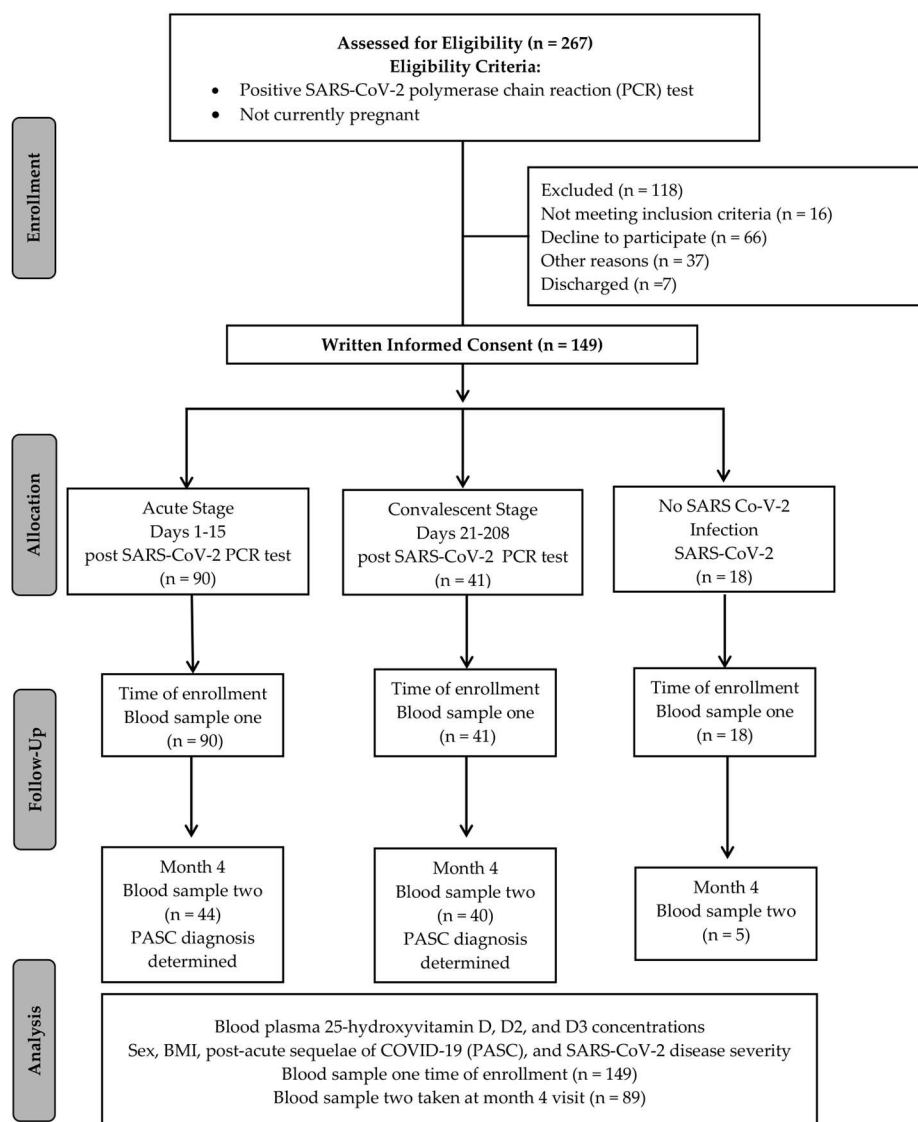 Assessed for Eligibility (n = 267)
Eligibility Criteria:
• Positive SARS-CoV-2 polymerase chain reaction (PCR) test
• Not currently pregnant
Enrollment
Excluded (n = 118)
Not meeting inclusion criteria (n = 16)
Decline to participate (n = 66)
Other reasons (n = 37)
Discharged (n =7)
Written Informed Consent (n = 149)
Allocation
Acute Stage
Days 1-15
post SARS-CoV-2 PCR test
(n = 90)
Convalescent Stage
Days 21-208
post SARS-CoV-2 PCR test
(n = 41)
No SARS Co-V-2
Infection
SARS-CoV-2
(n = 18)
Follow-Up
Time of enrollment
Blood sample one
(n = 90)
Time of enrollment
Blood sample one
(n = 41)
Time of enrollment
Blood sample one
(n = 18)
Month 4
Blood sample two
(n = 44)
PASC diagnosis
determined
Month 4
Blood sample two
(n = 40)
PASC diagnosis
determined
Month 4
Blood sample two
(n = 5)
Analysis
Blood plasma 25-hydroxyvitamin D, D2, and D3 concentrations
Sex, BMI, post-acute sequelae of COVID-19 (PASC), and SARS-CoV-2 disease severity
Blood sample one time of enrollment (n = 149)
Blood sample two taken at month 4 visit (n = 89)